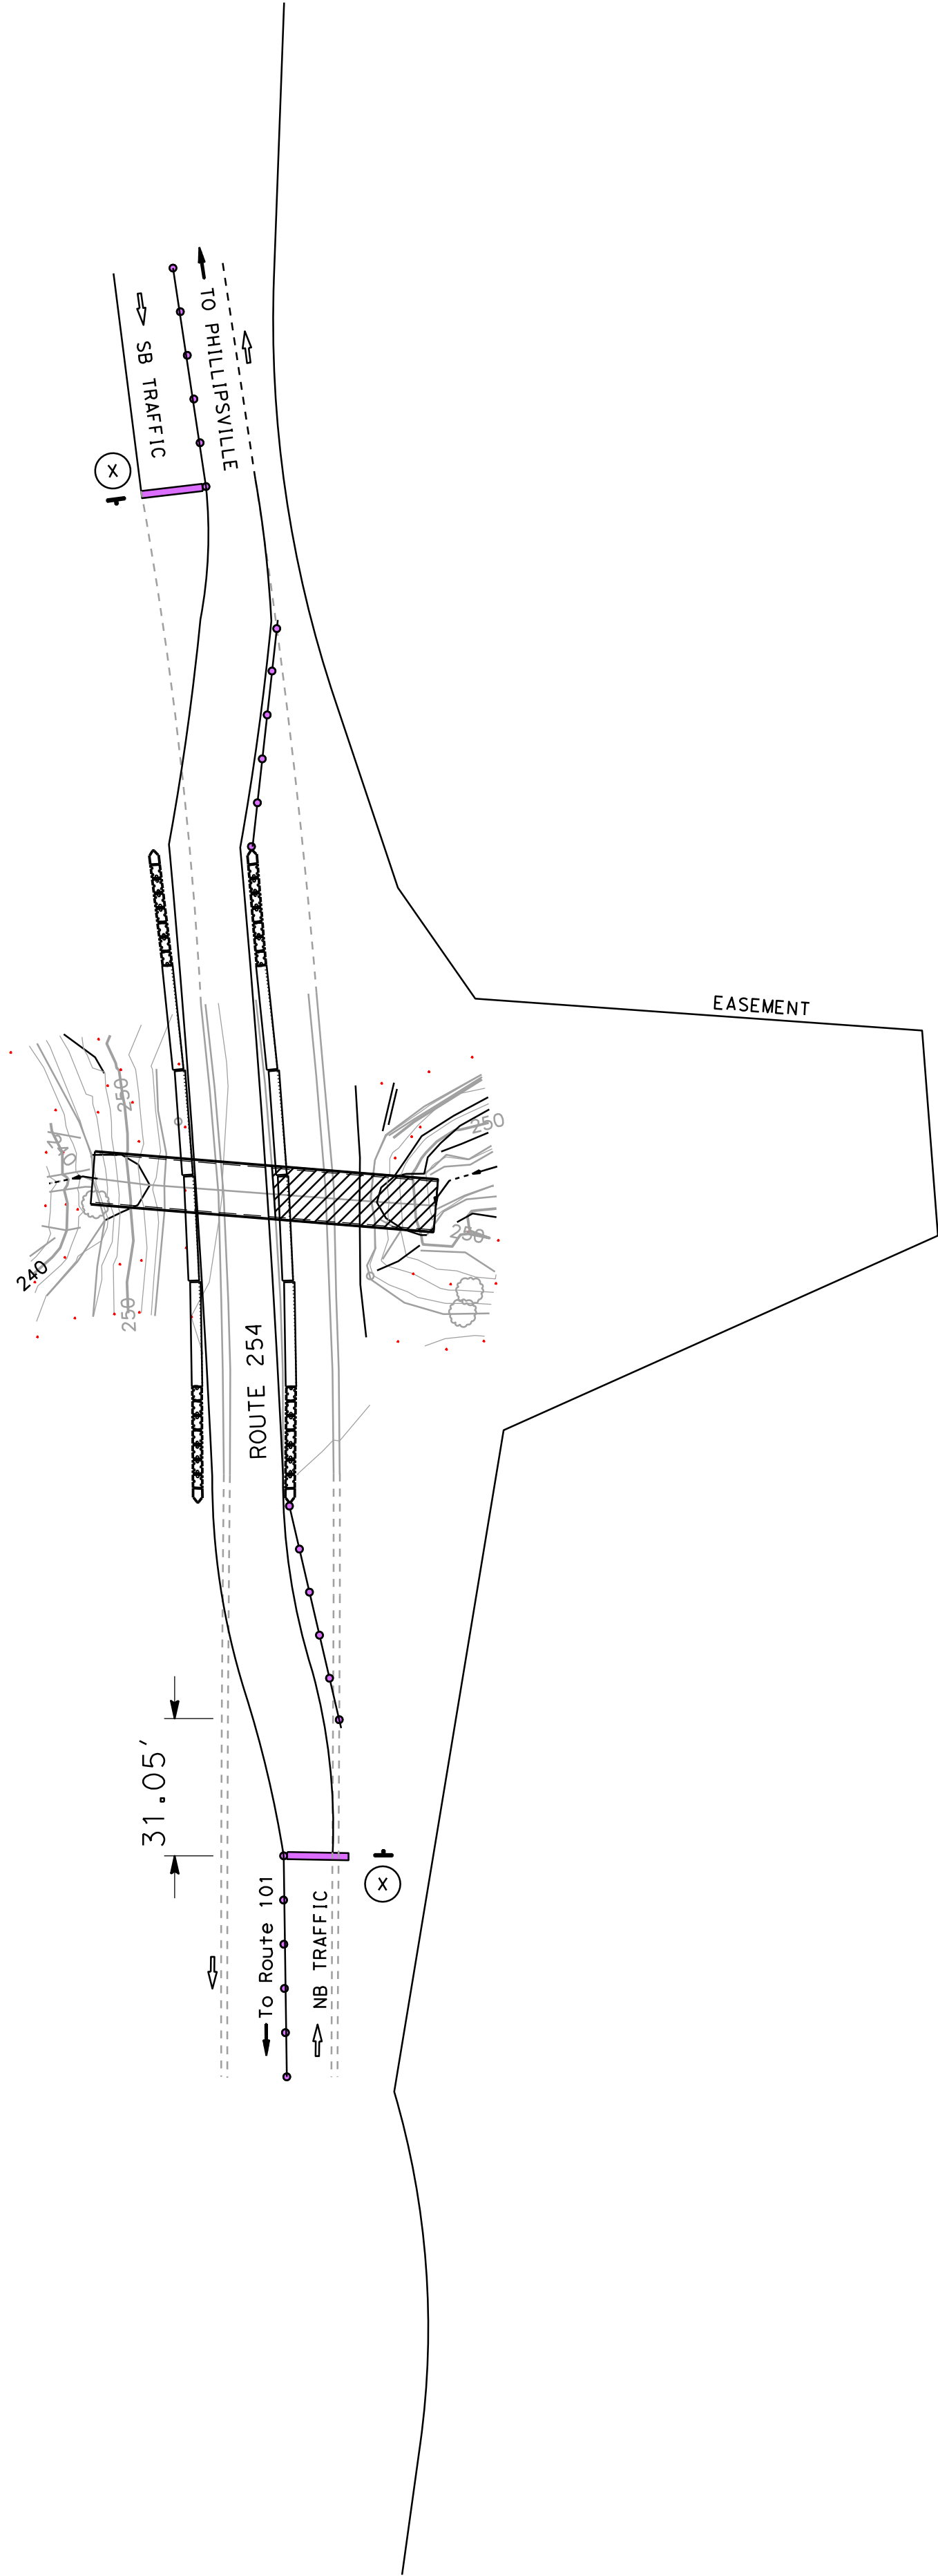 TO PHILLIPSVILLE
SB TRAFFIC
X
EASEMENT
250
250
240
250
240
250
ROUTE 254
31.05'
To Route 101
NB TRAFFIC
X